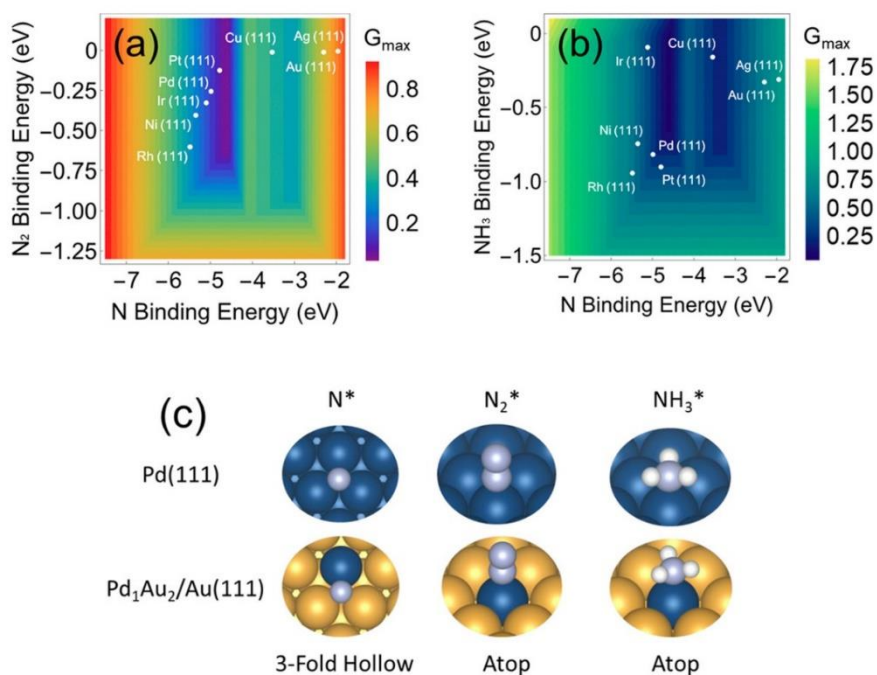 (a)
Cu (111)
Ag (111)
Pt (111)
Au (111)
Pd (111)
Ir (111)
Ni (111)
Rh (111)
N₂ Binding Energy (eV)
0
−0.25
−0.50
−0.75
−1.00
−1.25
−7 −6 −5 −4 −3 −2
N Binding Energy (eV)
Gmax
0.8
0.6
0.4
0.2
(b)
Cu (111)
Ir (111)
Ag (111)
Au (111)
Ni (111)
Pd (111)
Pt (111)
Rh (111)
NH₃ Binding Energy (eV)
0
−0.5
−1.0
−1.5
−7 −6 −5 −4 −3 −2
N Binding Energy (eV)
Gmax
1.75
1.50
1.25
1.00
0.75
0.50
0.25
(c)
N* N₂* NH₃*
Pd(111)
Pd₁Au₂/Au(111)
3-Fold Hollow Atop Atop